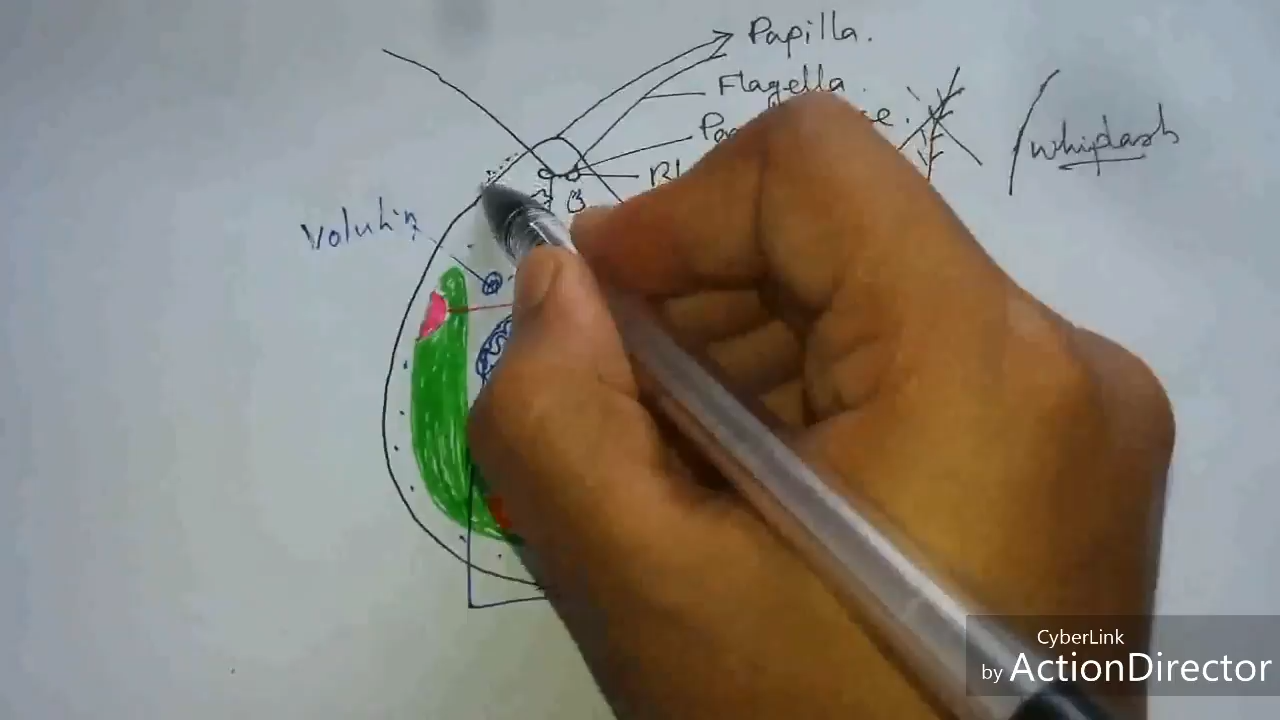 Papilla.
Flagella.
whiplash
Volutin
CyberLink
by ActionDirector